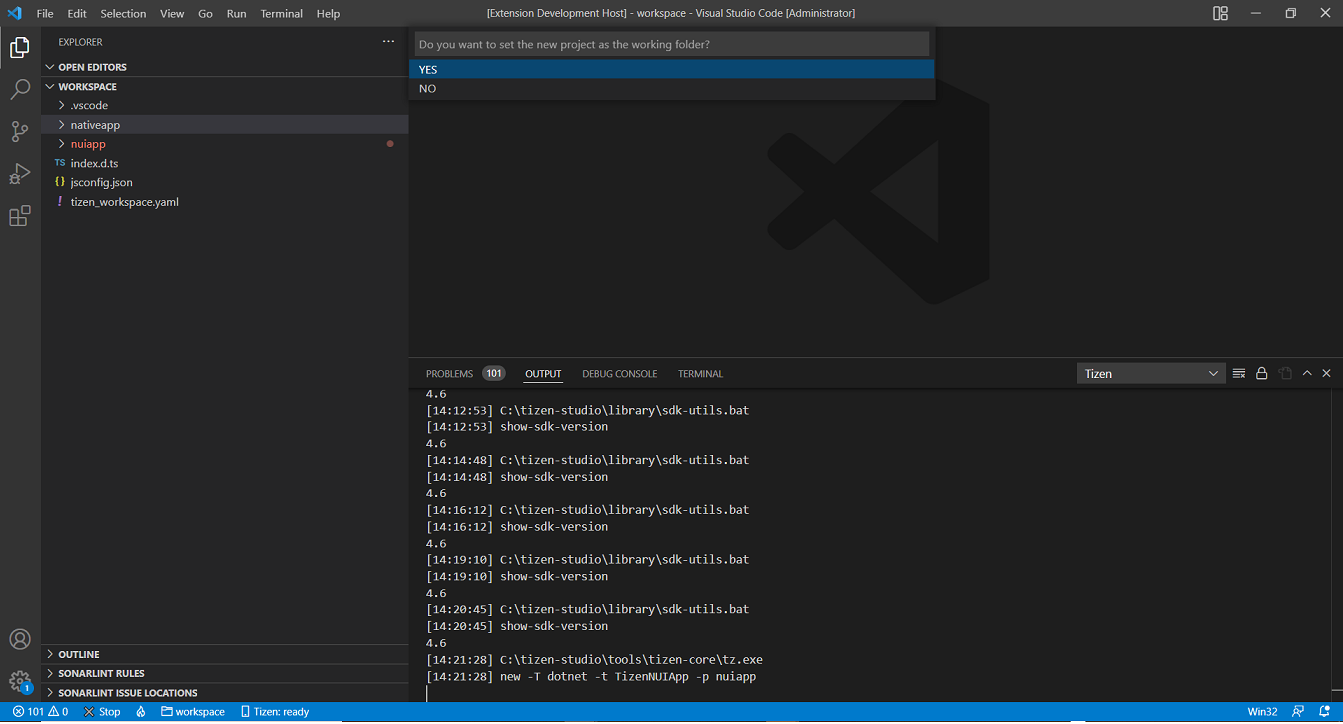 File Edit Selection View Go Run Terminal Help [Extension Development Host] - workspace - Visual Studio Code [Administrator]
EXPLORER
Do you want to set the new project as the working folder?
YES
NO
OPEN EDITORS
WORKSPACE
.vscode
nativeapp
nuiapp
TS index.d.ts
{} jsconfig.json
! tizen_workspace.yaml
PROBLEMS 101 OUTPUT DEBUG CONSOLE TERMINAL Tizen
4.6
[14:12:53] C:\tizen-studio\library\sdk-utils.bat
[14:12:53] show-sdk-version
4.6
[14:14:48] C:\tizen-studio\library\sdk-utils.bat
[14:14:48] show-sdk-version
4.6
[14:16:12] C:\tizen-studio\library\sdk-utils.bat
[14:16:12] show-sdk-version
4.6
[14:19:10] C:\tizen-studio\library\sdk-utils.bat
[14:19:10] show-sdk-version
4.6
[14:20:45] C:\tizen-studio\library\sdk-utils.bat
[14:20:45] show-sdk-version
4.6
[14:21:28] C:\tizen-studio\tools\tizen-core\tz.exe
[14:21:28] new -T dotnet -t TizenNUIApp -p nuiapp
OUTLINE
SONARLINT RULES
SONARLINT ISSUE LOCATIONS
1
101 0 Stop workspace Tizen: ready Win32